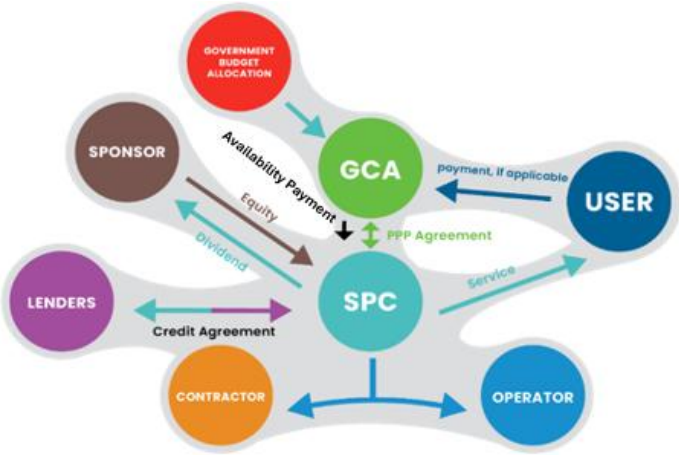 GOVERNMENT
BUDGET
ALLOCATION
SPONSOR
GCA
USER
Availability Payment
payment, if applicable
Equity
Dividend
PPP Agreement
Service
LENDERS
SPC
Credit Agreement
CONTRACTOR
OPERATOR